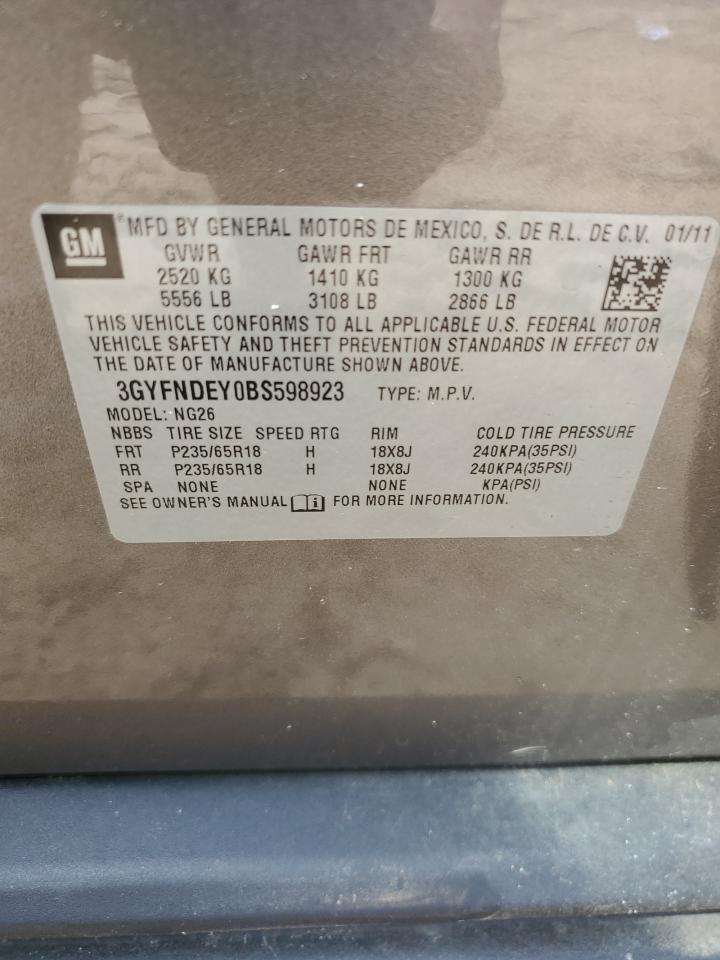 GM ® MFD BY GENERAL MOTORS DE MEXICO, S. DE R.L. DE C.V. 01/11
GVWR GAWR FRT GAWR RR
2520 KG 1410 KG 1300 KG
5556 LB 3108 LB 2866 LB
THIS VEHICLE CONFORMS TO ALL APPLICABLE U.S. FEDERAL MOTOR
VEHICLE SAFETY AND THEFT PREVENTION STANDARDS IN EFFECT ON
THE DATE OF MANUFACTURE SHOWN ABOVE.
3GYFNDEY0BS598923 TYPE: M.P.V.
MODEL: NG26
NBBS TIRE SIZE SPEED RTG RIM COLD TIRE PRESSURE
FRT P235/65R18 H 18X8J 240KPA(35PSI)
RR P235/65R18 H 18X8J 240KPA(35PSI)
SPA NONE NONE KPA(PSI)
SEE OWNER'S MANUAL i FOR MORE INFORMATION.